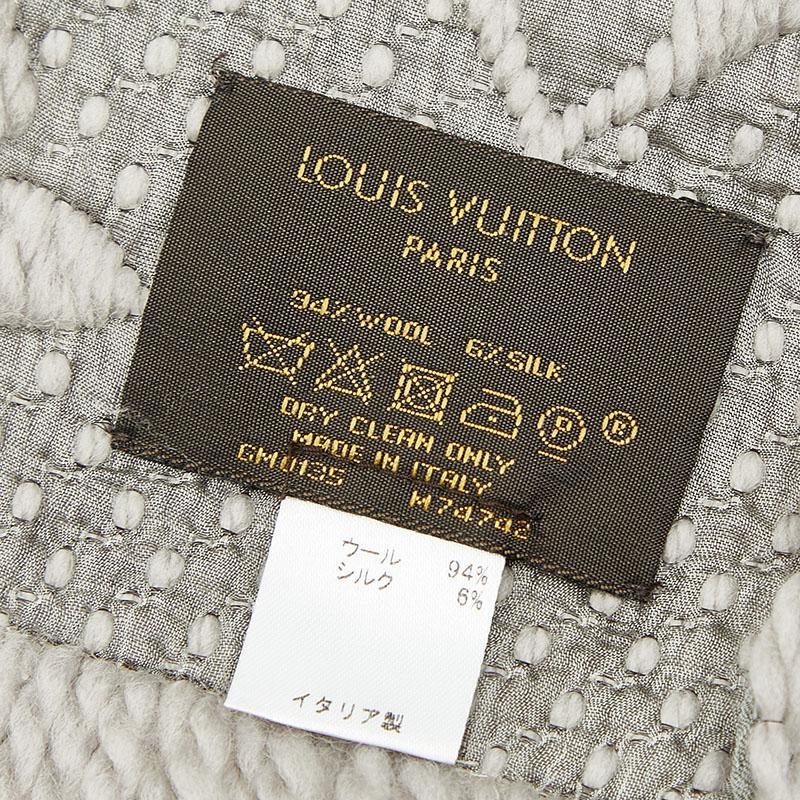 LOUIS VUITTON
PARIS
94%WOOL 6%SILK
P ®
DRY CLEAN ONLY
MADE IN ITALY
GM0135 M74742
ウール 94%
シルク 6%
イタリア製